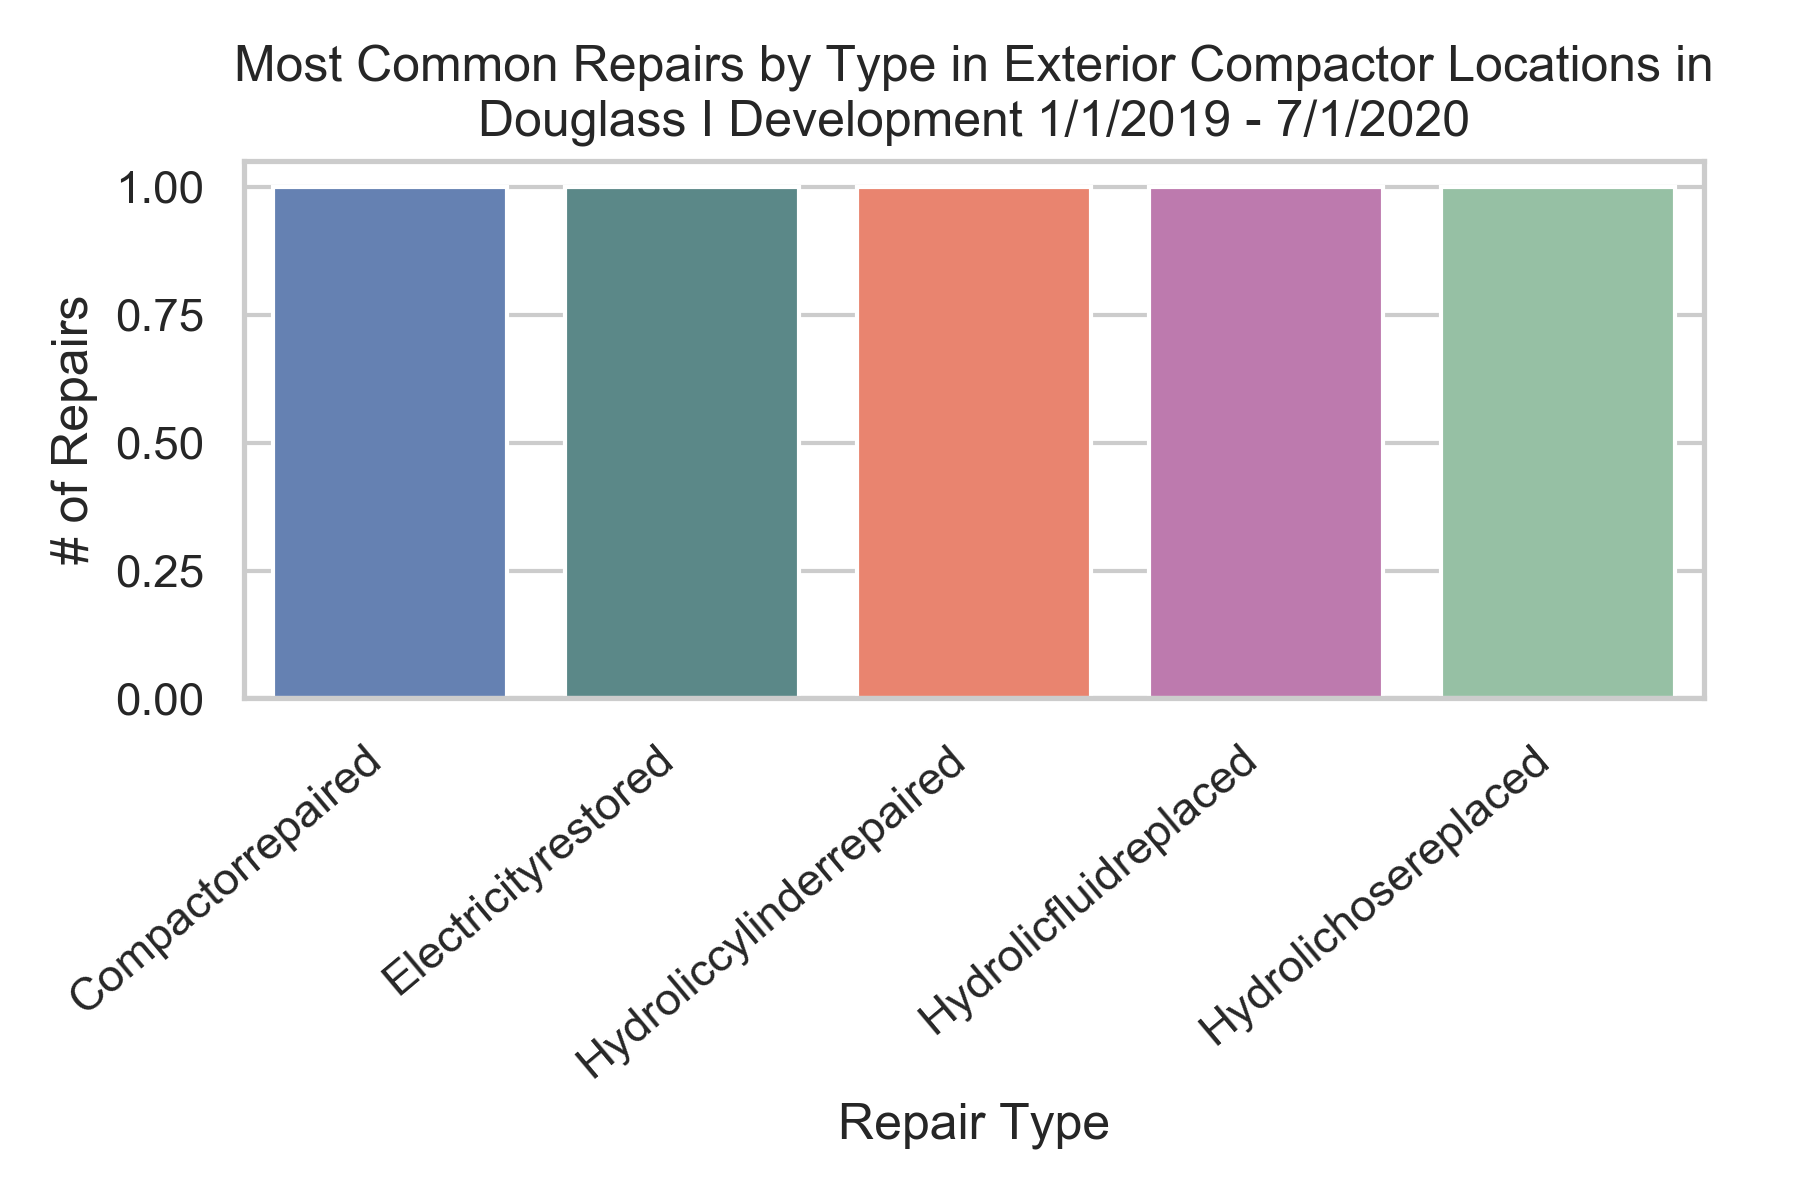 Most Common Repairs by Type in Exterior Compactor Locations in
Douglass I Development 1/1/2019 - 7/1/2020
1.00
0.75
0.50
0.25
0.00
# of Repairs
Compactorrepaired
Electricityrestored
Hydroliccylinderrepaired
Hydrolicfluidreplaced
Hydrolichosereplaced
Repair Type